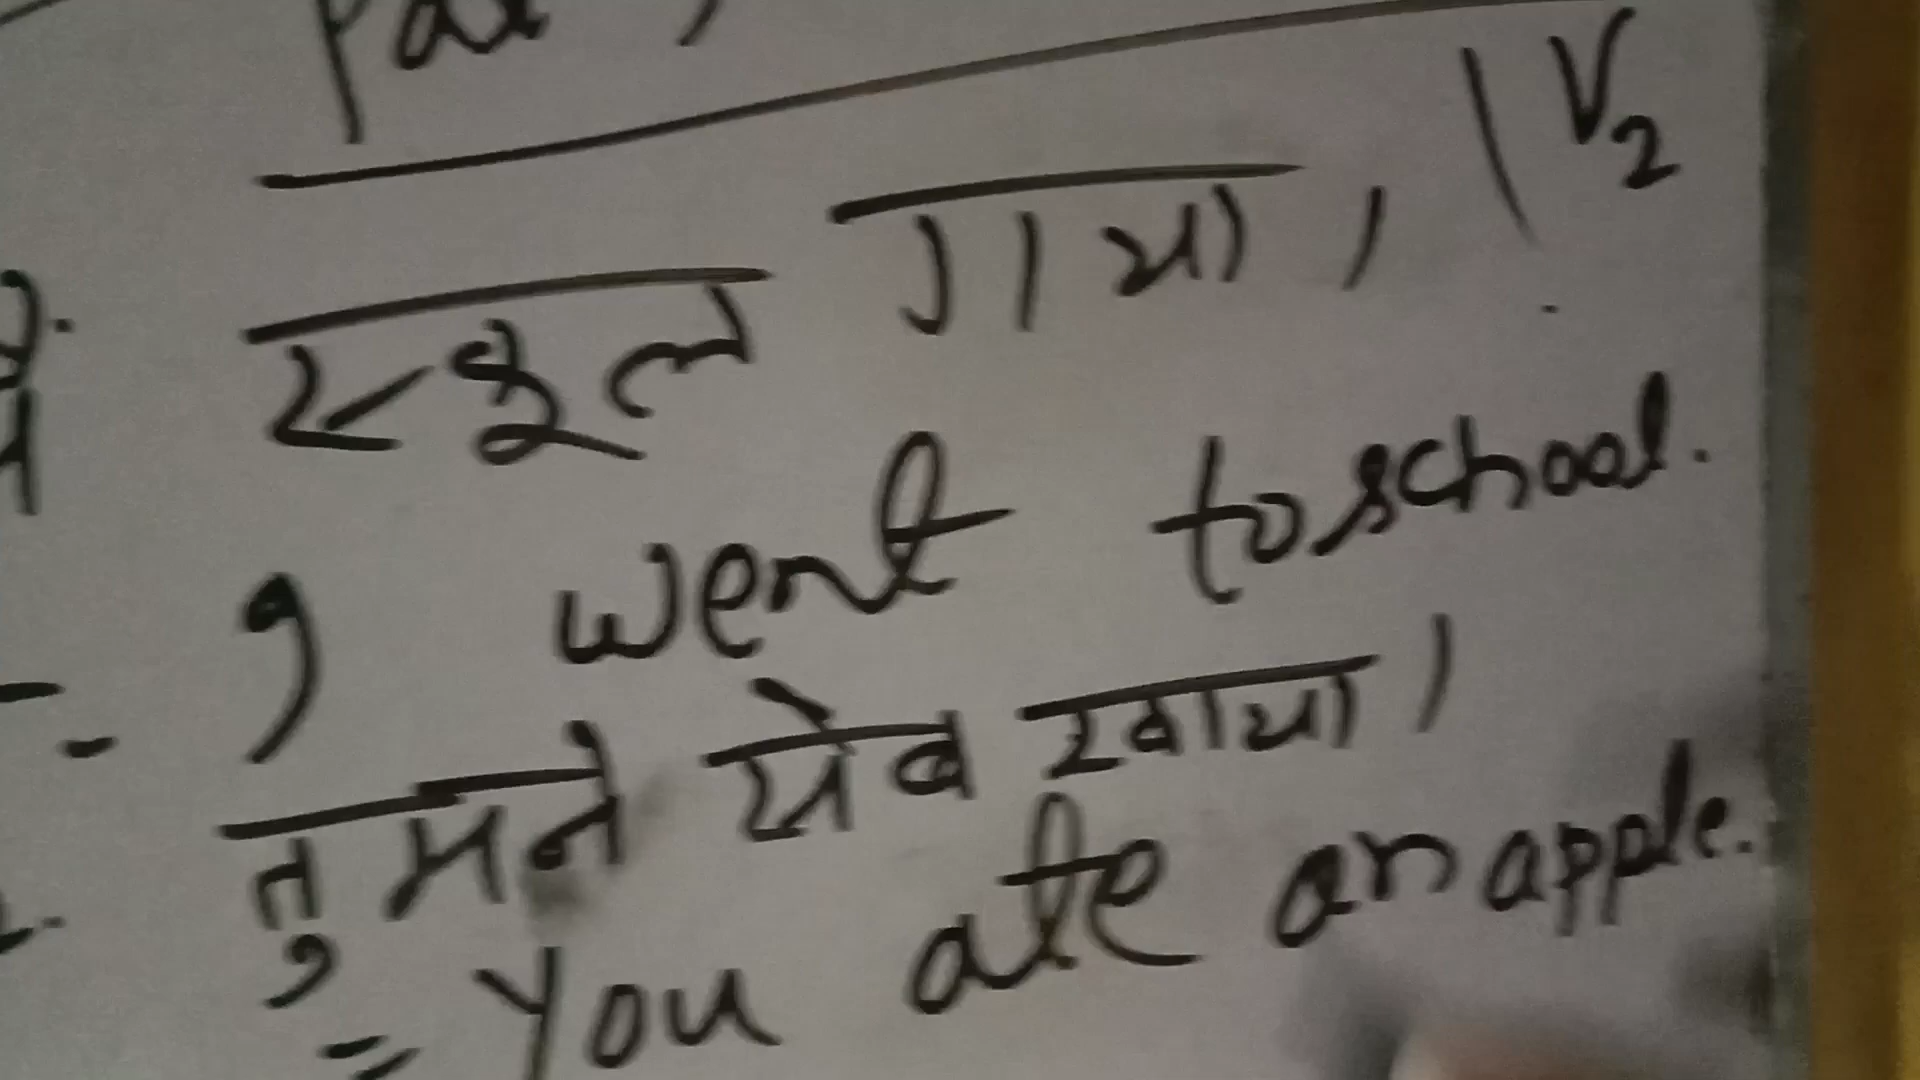 V2
स्कूल गया।
= I went to school.
तुमने सेब खाया।
= You ate an apple.